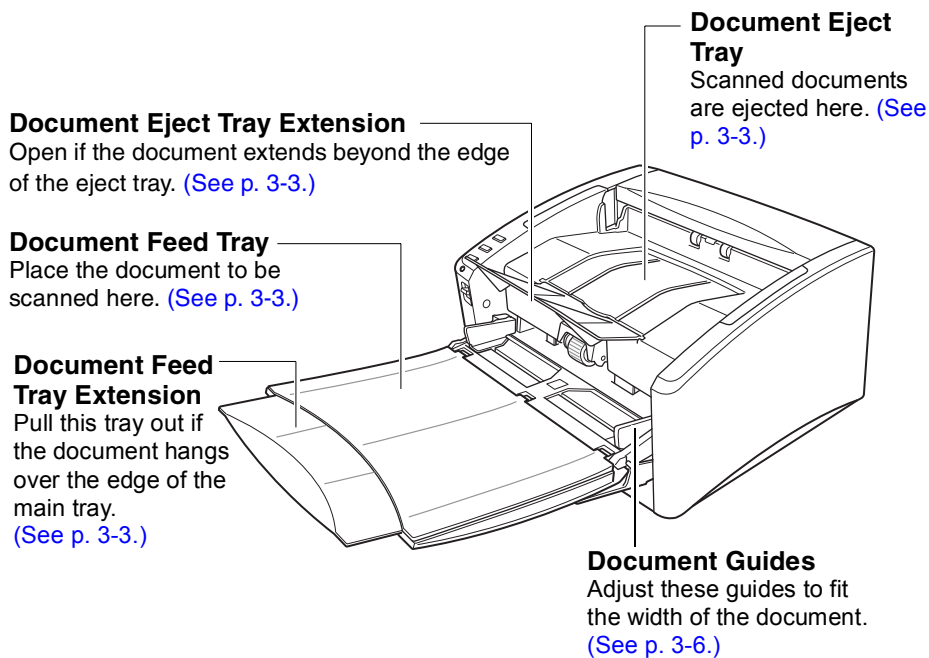 Document Eject
Tray
Scanned documents
are ejected here. (See
p. 3-3.)
Document Eject Tray Extension
Open if the document extends beyond the edge
of the eject tray. (See p. 3-3.)
Document Feed Tray
Place the document to be
scanned here. (See p. 3-3.)
Document Feed
Tray Extension
Pull this tray out if
the document hangs
over the edge of the
main tray.
(See p. 3-3.)
Document Guides
Adjust these guides to fit
the width of the document.
(See p. 3-6.)